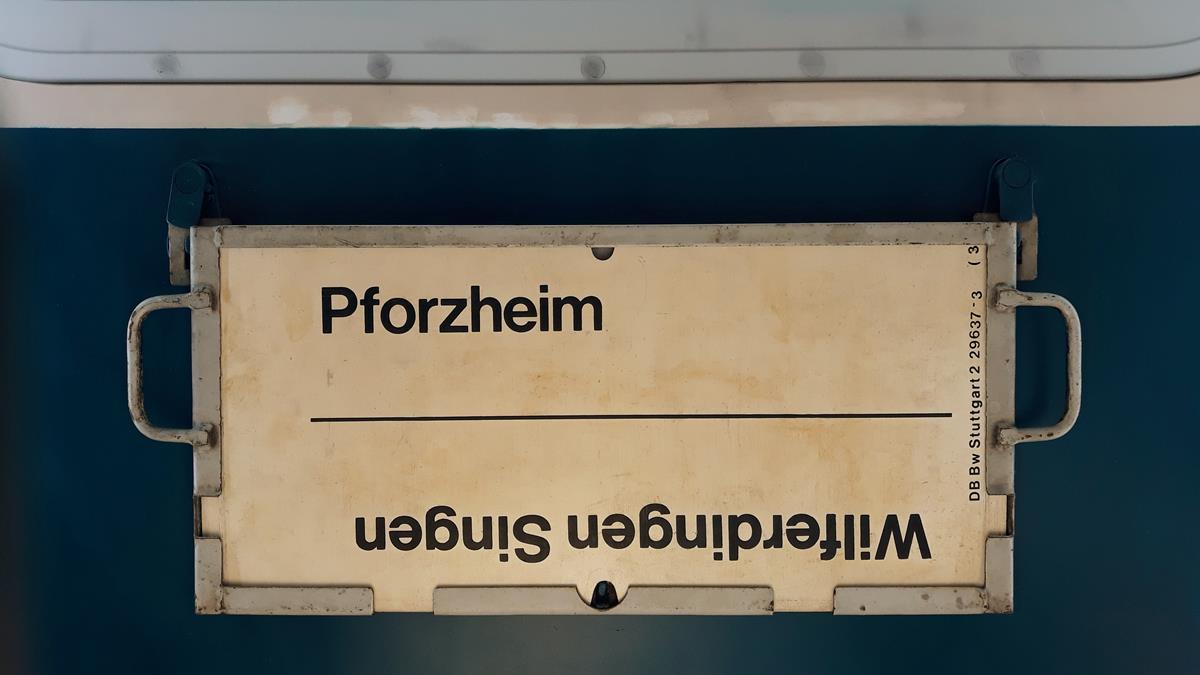 Pforzheim
Wilferdingen Singen
DB Bw Stuttgart 2 29637-3 (3